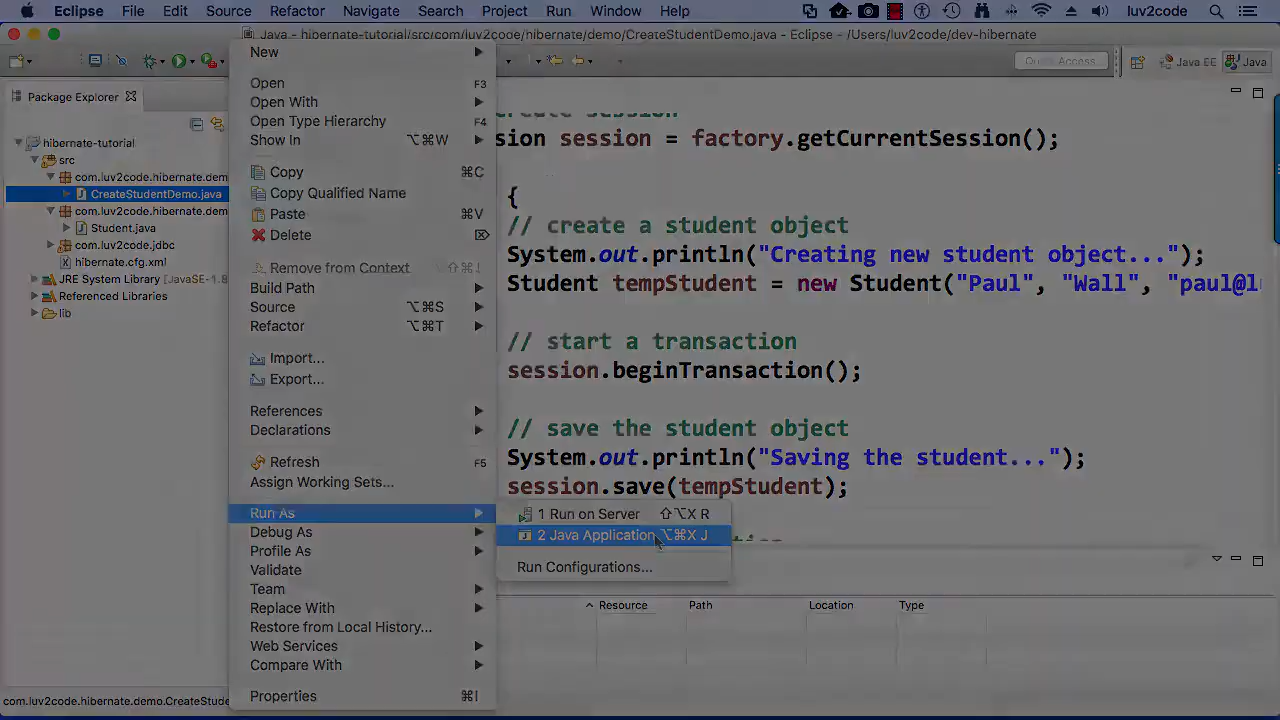 Eclipse File Edit Source Refactor Navigate Search Project Run Window Help luv2code
Java – hibernate-tutorial/src/com/luv2code/hibernate/demo/CreateStudentDemo.java – Eclipse – /Users/luv2code/dev-hibernate
Quick Access
Java EE
Java
Package Explorer
hibernate-tutorial
src
com.luv2code.hibernate.dem
CreateStudentDemo.java
com.luv2code.hibernate.dem
Student.java
com.luv2code.jdbc
hibernate.cfg.xml
JRE System Library [JavaSE-1.8
Referenced Libraries
lib
New
Open F3
Open With
Open Type Hierarchy F4
Show In ⌥⌘W
Copy ⌘C
Copy Qualified Name
Paste ⌘V
Delete ⌦
Remove from Context
Build Path
Source ⌥⌘S
Refactor ⌥⌘T
Import...
Export...
References
Declarations
Refresh F5
Assign Working Sets...
Run As
Debug As
Profile As
Validate
Team
Replace With
Restore from Local History...
Web Services
Compare With
Properties ⌘I
1 Run on Server ⇧⌥X R
2 Java Application ⌥⌘X J
Run Configurations...
create session
sion session = factory.getCurrentSession();
{
// create a student object
System.out.println("Creating new student object...");
Student tempStudent = new Student("Paul", "Wall", "paul@l
// start a transaction
session.beginTransaction();
// save the student object
System.out.println("Saving the student...");
session.save(tempStudent);
Resource Path Location Type
com.luv2code.hibernate.demo.CreateStude